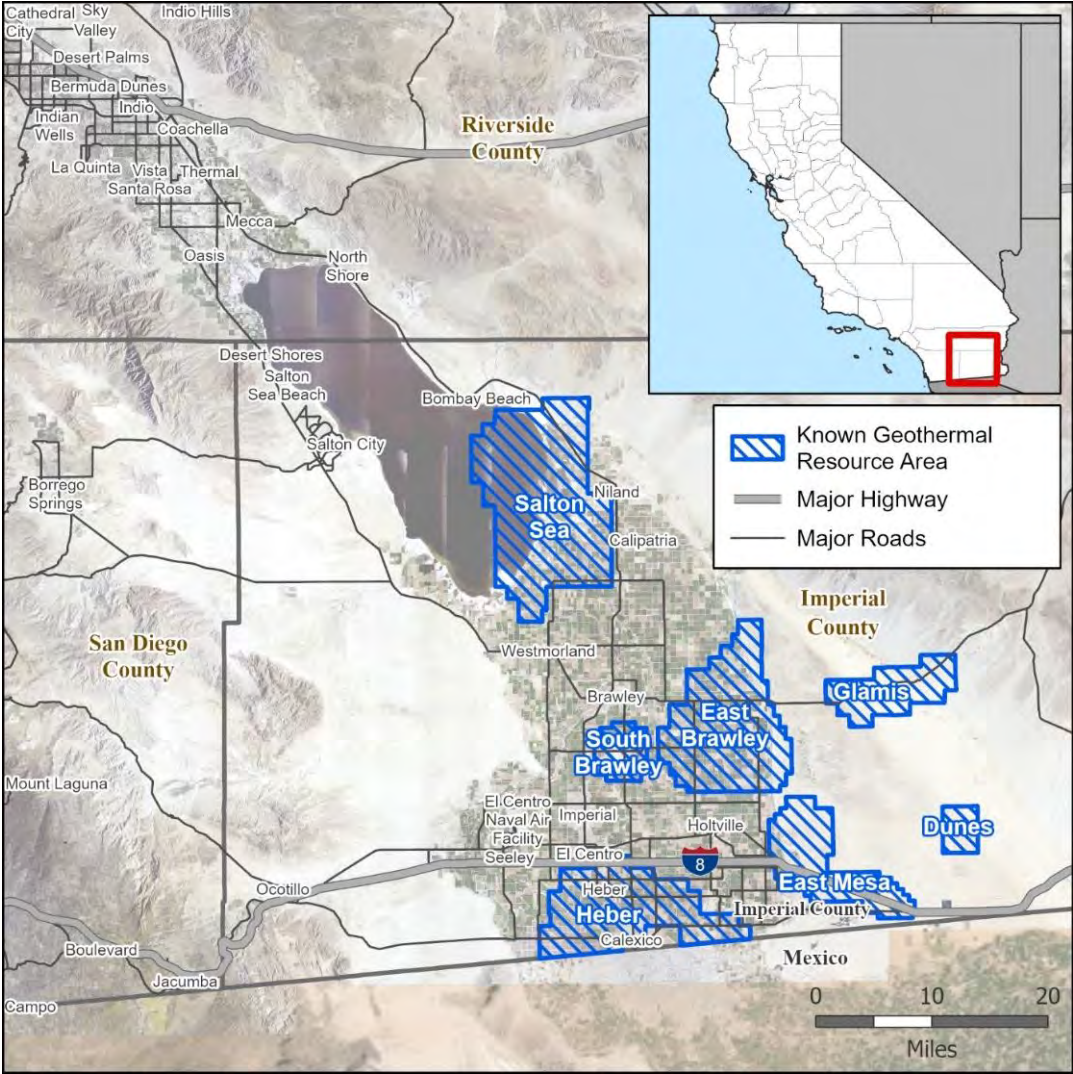 Cathedral
City
Sky
Valley
Indio Hills
Desert Palms
Bermuda Dunes
Indio
Indian
Wells
Coachella
La Quinta
Vista
Santa Rosa
Thermal
Mecca
Oasis
North
Shore
Riverside
County
Desert Shores
Salton
Sea Beach
Bombay Beach
Salton City
Borrego
Springs
Salton
Sea
Niland
Calipatria
Known Geothermal
Resource Area
Major Highway
Major Roads
San Diego
County
Imperial
County
Westmorland
Brawley
Glamis
East
Brawley
South
Brawley
Mount Laguna
El Centro
Naval Air
Facility
Imperial
Holtville
Dunes
Seeley
El Centro
8
Ocotillo
Heber
Heber
East Mesa
Imperial County
Calexico
Boulevard
Jacumba
Mexico
Campo
0 10 20
Miles